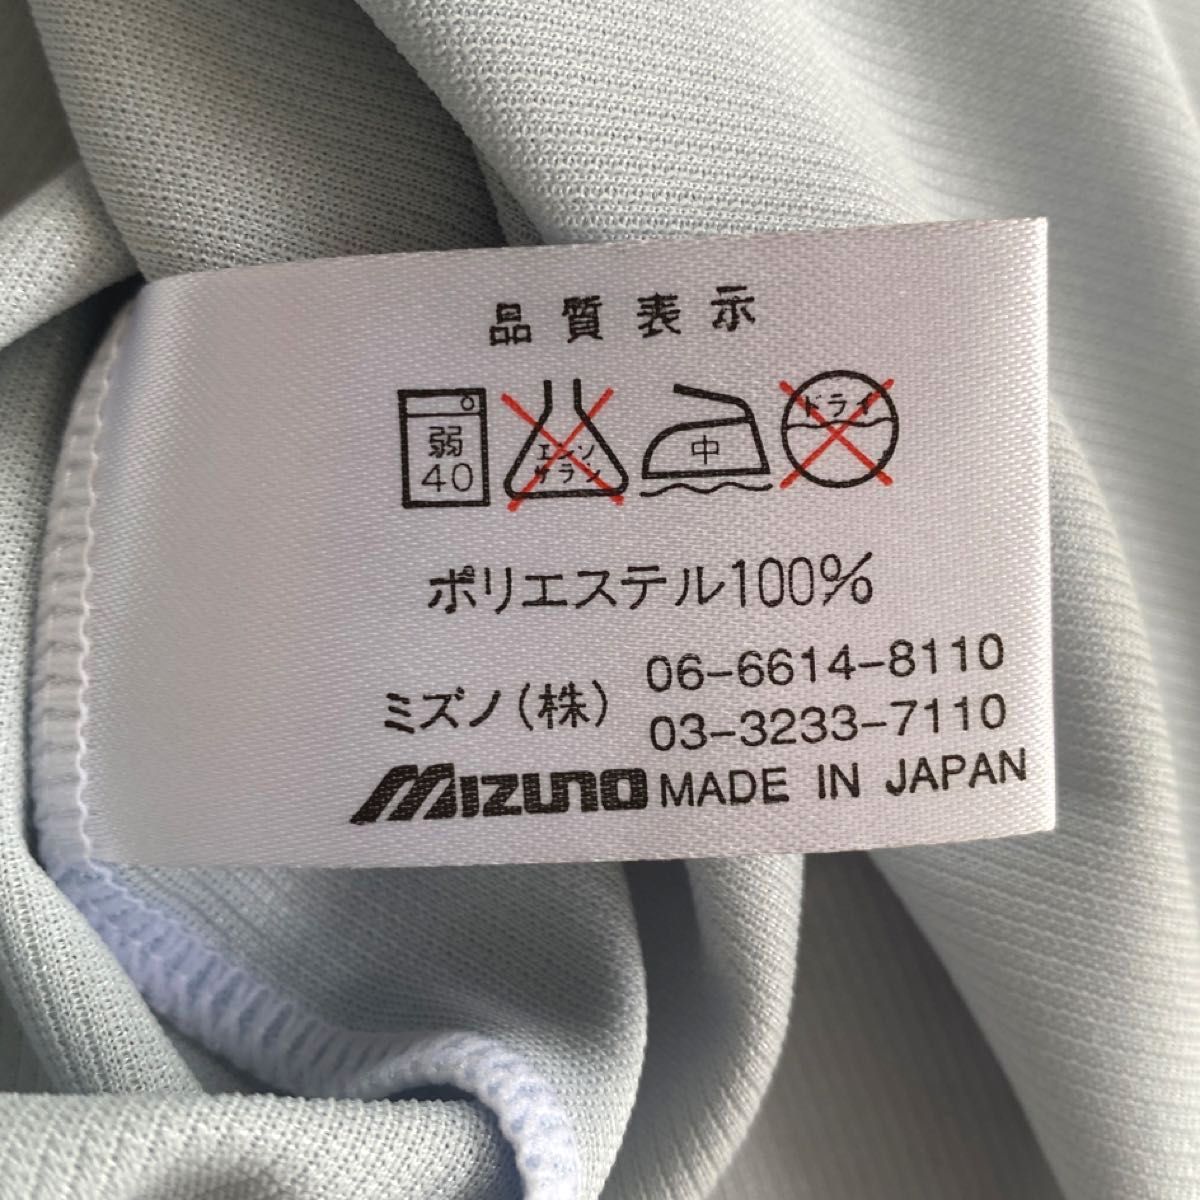 品質表示
弱 エンソ 中 ドライ
40 サラシ
ポリエステル100%
ミズノ(株) 06-6614-8110
03-3233-7110
MIZUNO MADE IN JAPAN